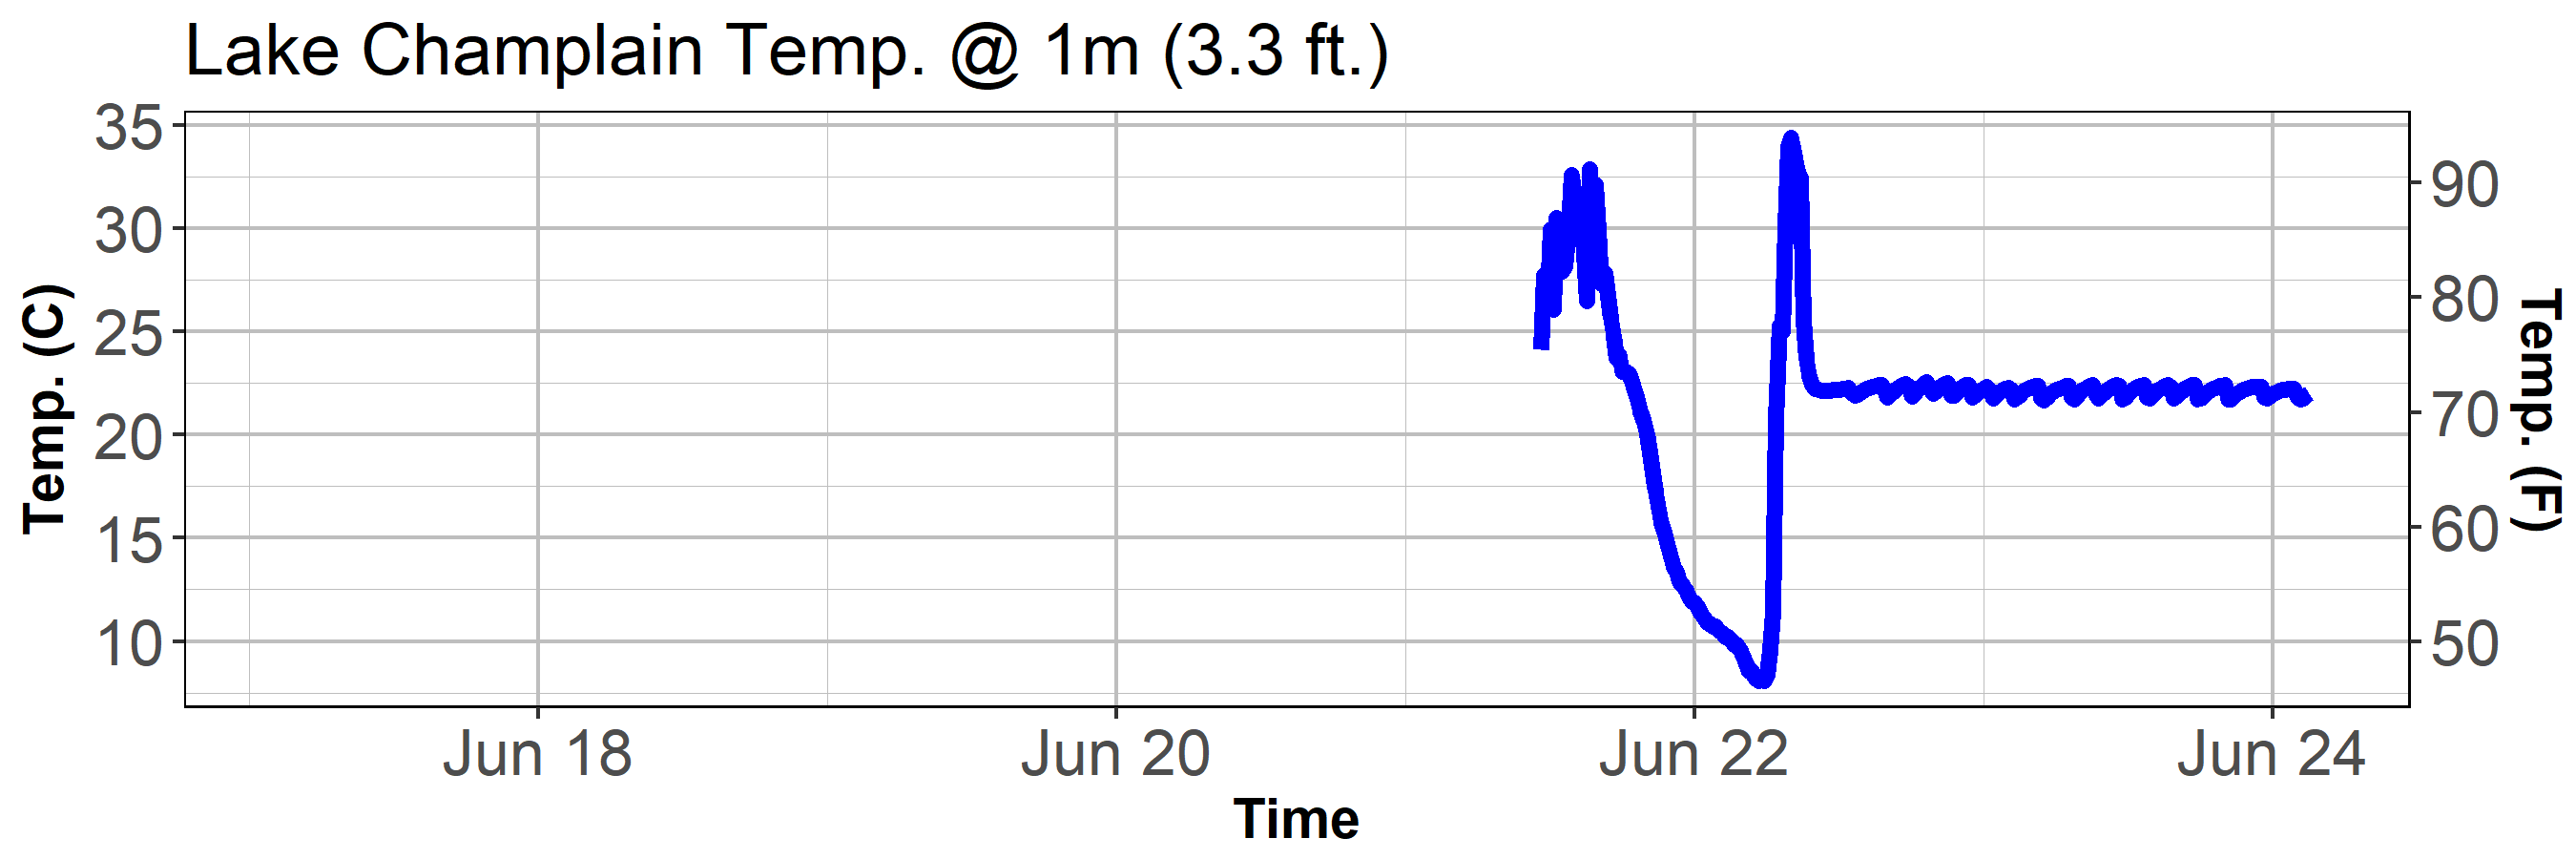 Lake Champlain Temp. @ 1m (3.3 ft.)
35
30
25
20
15
10
Temp. (C)
90
80
70
60
50
Temp. (F)
Jun 18
Jun 20
Jun 22
Jun 24
Time